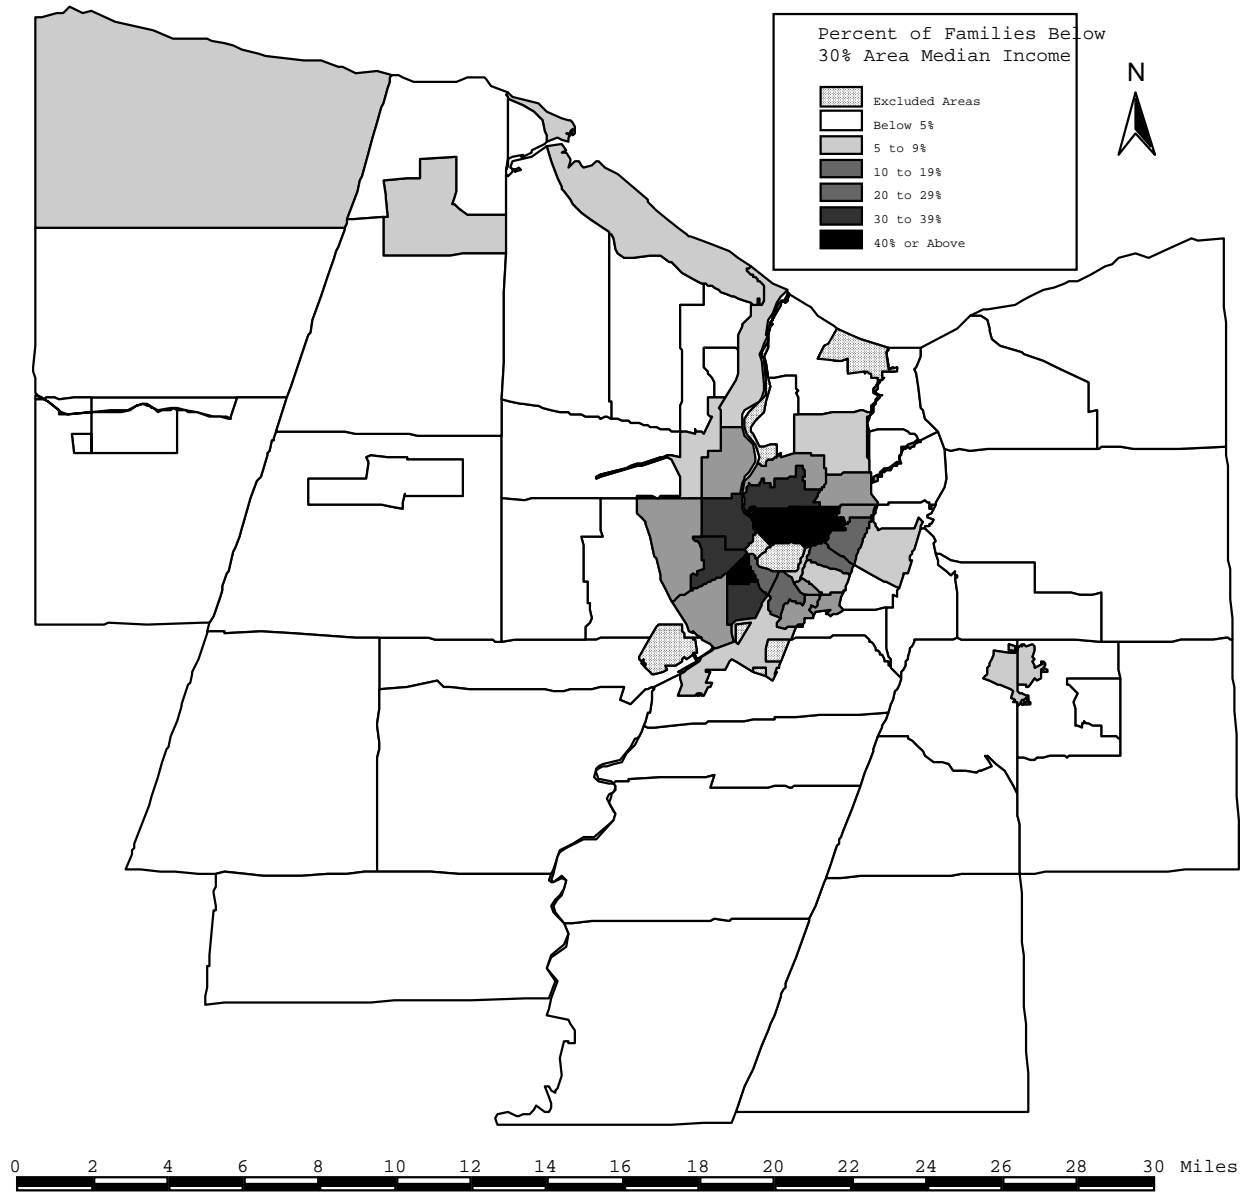 Percent of Families Below
30% Area Median Income
N
Excluded Areas
Below 5%
5 to 9%
10 to 19%
20 to 29%
30 to 39%
40% or Above
0 2 4 6 8 10 12 14 16 18 20 22 24 26 28 30 Miles